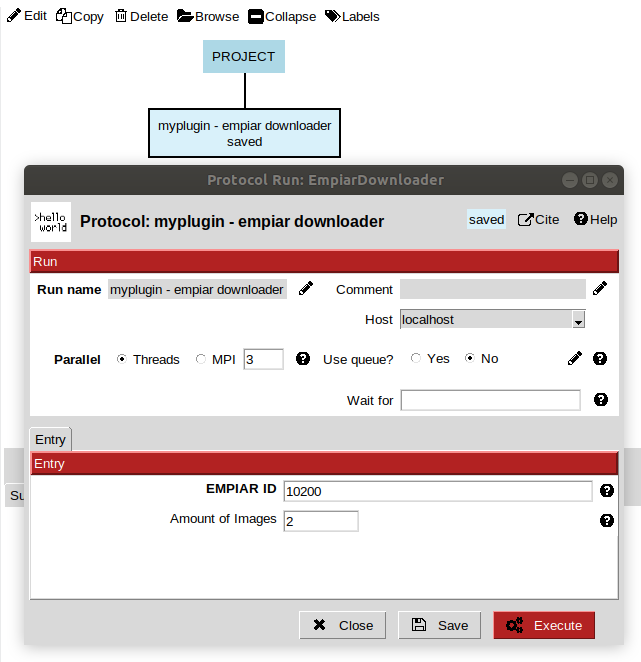 Edit Copy Delete Browse Collapse Labels
PROJECT
myplugin - empiar downloader
saved
Protocol Run: EmpiarDownloader
>hello
world
Protocol: myplugin - empiar downloader saved Cite Help
Run
Run name myplugin - empiar downloader Comment
Host localhost
Parallel Threads MPI 3 Use queue? Yes No
Wait for
Entry
Entry
Su
EMPIAR ID 10200
Amount of Images 2
Close Save Execute